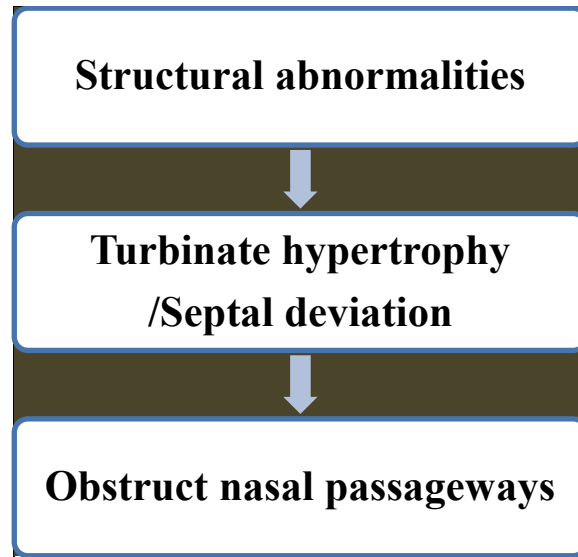 Structural abnormalities
Turbinate hypertrophy
/Septal deviation
Obstruct nasal passageways